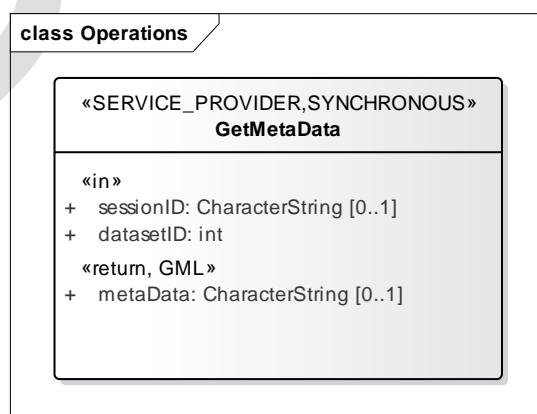 class Operations
«SERVICE_PROVIDER,SYNCHRONOUS»
GetMetaData
«in»
+ sessionID: CharacterString [0..1]
+ datasetID: int
«return, GML»
+ metaData: CharacterString [0..1]